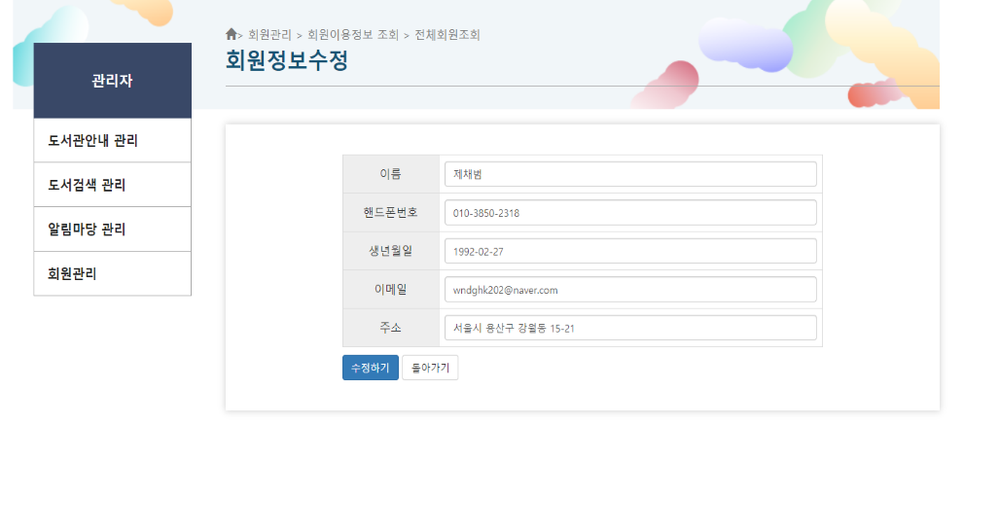 > 회원관리 > 회원이용정보 조회 > 전체회원조회
회원정보수정
관리자
도서관안내 관리
도서검색 관리
알림마당 관리
회원관리
이름 제채범
핸드폰번호 010-3850-2318
생년월일 1992-02-27
이메일 wndghk202@naver.com
주소 서울시 용산구 강월동 15-21
수정하기 돌아가기